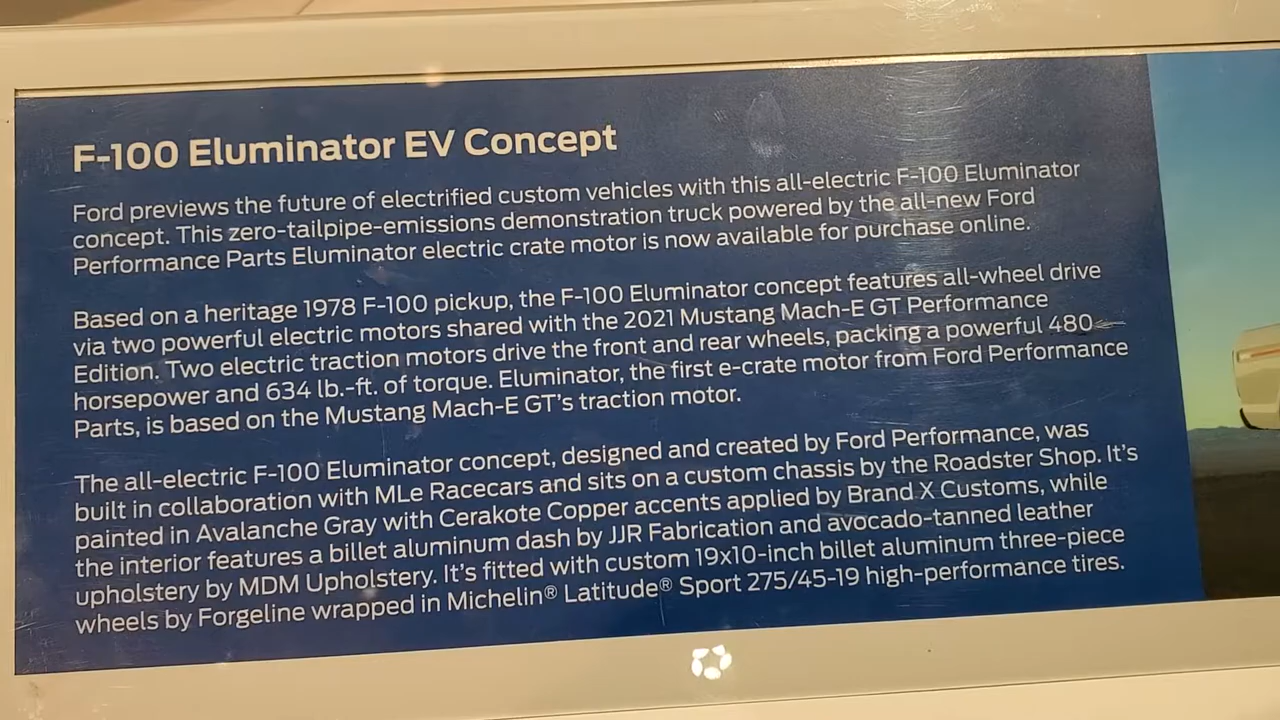 F-100 Eluminator EV Concept
Ford previews the future of electrified custom vehicles with this all-electric F-100 Eluminator
concept. This zero-tailpipe-emissions demonstration truck powered by the all-new Ford
Performance Parts Eluminator electric crate motor is now available for purchase online.
Based on a heritage 1978 F-100 pickup, the F-100 Eluminator concept features all-wheel drive
via two powerful electric motors shared with the 2021 Mustang Mach-E GT Performance
Edition. Two electric traction motors drive the front and rear wheels, packing a powerful 480
horsepower and 634 lb.-ft. of torque. Eluminator, the first e-crate motor from Ford Performance
Parts, is based on the Mustang Mach-E GT's traction motor.
The all-electric F-100 Eluminator concept, designed and created by Ford Performance, was
built in collaboration with MLe Racecars and sits on a custom chassis by the Roadster Shop. It's
painted in Avalanche Gray with Cerakote Copper accents applied by Brand X Customs, while
the interior features a billet aluminum dash by JJR Fabrication and avocado-tanned leather
upholstery by MDM Upholstery. It's fitted with custom 19x10-inch billet aluminum three-piece
wheels by Forgeline wrapped in Michelin® Latitude® Sport 275/45-19 high-performance tires.